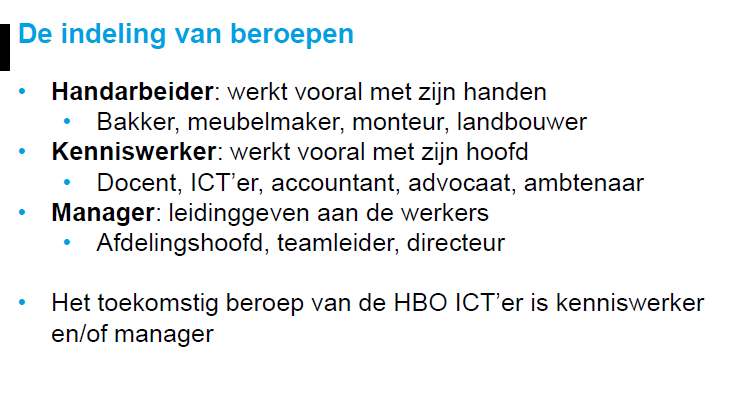 De indeling van beroepen
• Handarbeider: werkt vooral met zijn handen
• Bakker, meubelmaker, monteur, landbouwer
• Kenniswerker: werkt vooral met zijn hoofd
• Docent, ICT’er, accountant, advocaat, ambtenaar
• Manager: leidinggeven aan de werkers
• Afdelingshoofd, teamleider, directeur
• Het toekomstig beroep van de HBO ICT’er is kenniswerker
en/of manager